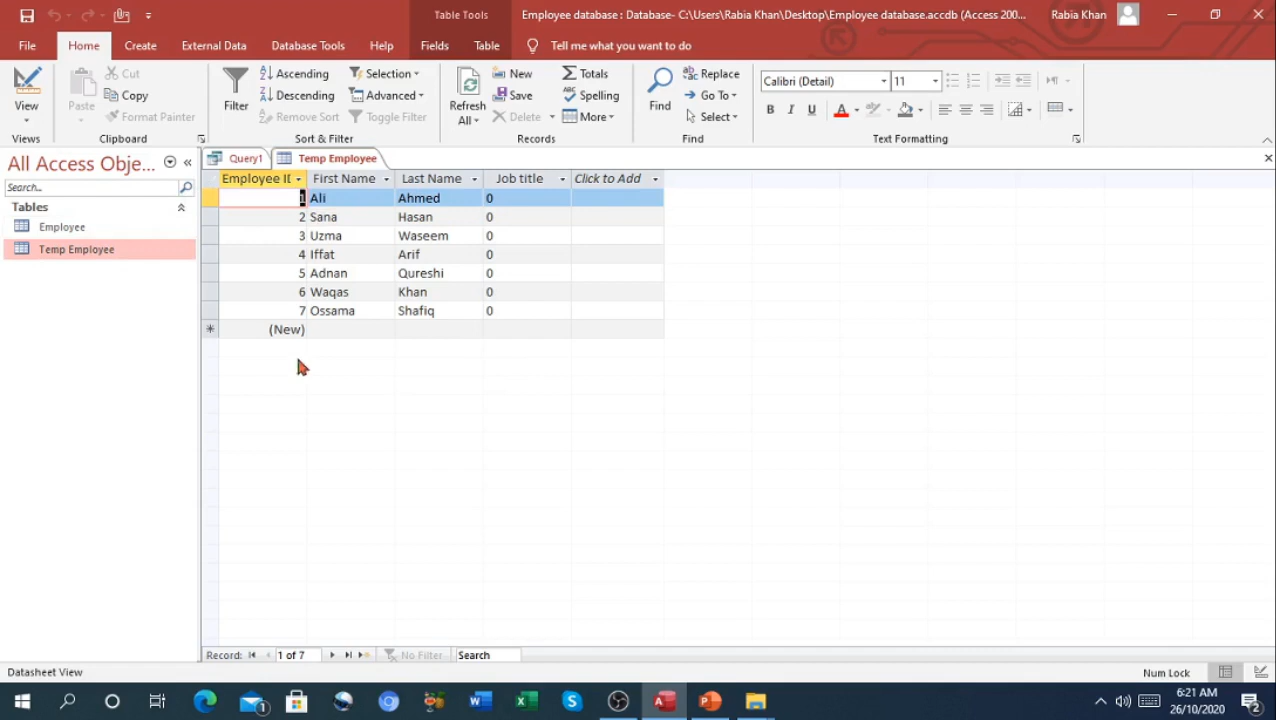 Table Tools
Employee database : Database- C:\Users\Rabia Khan\Desktop\Employee database.accdb (Access 200...
Rabia Khan
File Home Create External Data Database Tools Help Fields Table Tell me what you want to do
View
Views
Paste
Cut
Copy
Format Painter
Clipboard
Filter
Ascending
Descending
Remove Sort
Selection
Advanced
Toggle Filter
Sort & Filter
Refresh
All
New
Save
Delete
Totals
Spelling
More
Records
Find
Replace
Go To
Select
Find
Calibri (Detail) 11
B I U A
Text Formatting
All Access Obje...
Search...
Tables
Employee
Temp Employee
Query1 Temp Employee
Employee ID First Name Last Name Job title Click to Add
1 Ali Ahmed 0
2 Sana Hasan 0
3 Uzma Waseem 0
4 Iffat Arif 0
5 Adnan Qureshi 0
6 Waqas Khan 0
7 Ossama Shafiq 0
(New)
Record: 1 of 7 No Filter Search
Datasheet View Num Lock
6:21 AM
26/10/2020